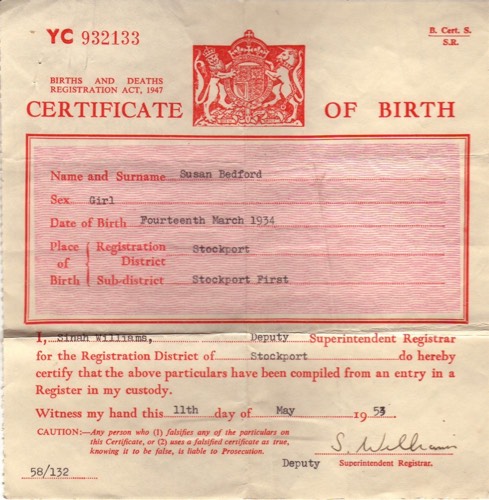 YC 932133
B. Cert. S.
S.R.
BIRTHS AND DEATHS
REGISTRATION ACT, 1947
CERTIFICATE OF BIRTH
Name and Surname Susan Bedford
Sex Girl
Date of Birth Fourteenth March 1934
Place of Birth { Registration District Stockport
Sub-district Stockport First
I, Sinah Williams, Deputy Superintendent Registrar
for the Registration District of Stockport do hereby
certify that the above particulars have been compiled from an entry in a
Register in my custody.
Witness my hand this 11th day of May 1953.
CAUTION:—Any person who (1) falsifies any of the particulars on
this Certificate, or (2) uses a falsified certificate as true,
knowing it to be false, is liable to Prosecution.
S. Williams
Deputy Superintendent Registrar.
58/132